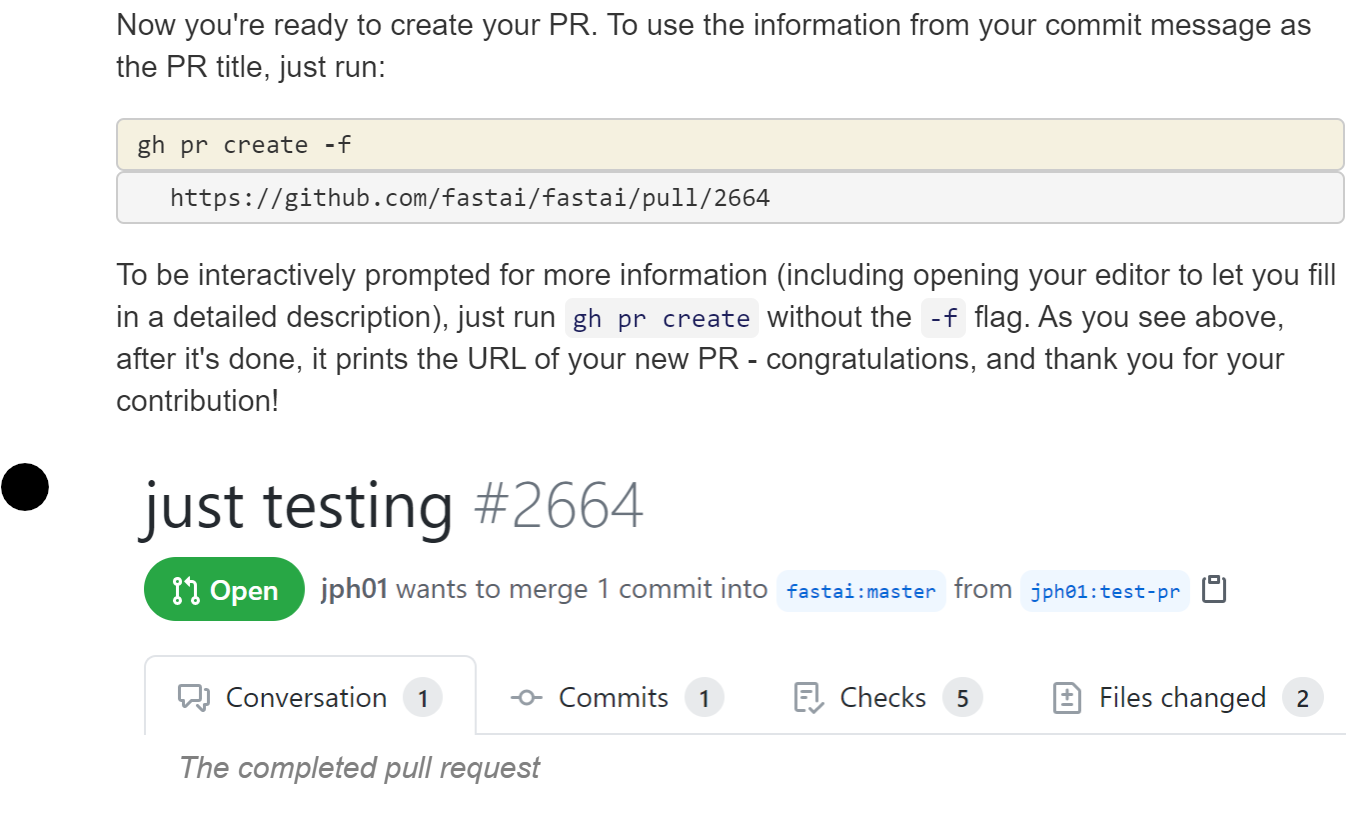 Now you're ready to create your PR. To use the information from your commit message as
the PR title, just run:
gh pr create -f
https://github.com/fastai/fastai/pull/2664
To be interactively prompted for more information (including opening your editor to let you fill
in a detailed description), just run gh pr create without the -f flag. As you see above,
after it's done, it prints the URL of your new PR - congratulations, and thank you for your
contribution!
just testing #2664
Open jph01 wants to merge 1 commit into fastai:master from jph01:test-pr
Conversation 1 Commits 1 Checks 5 Files changed 2
The completed pull request